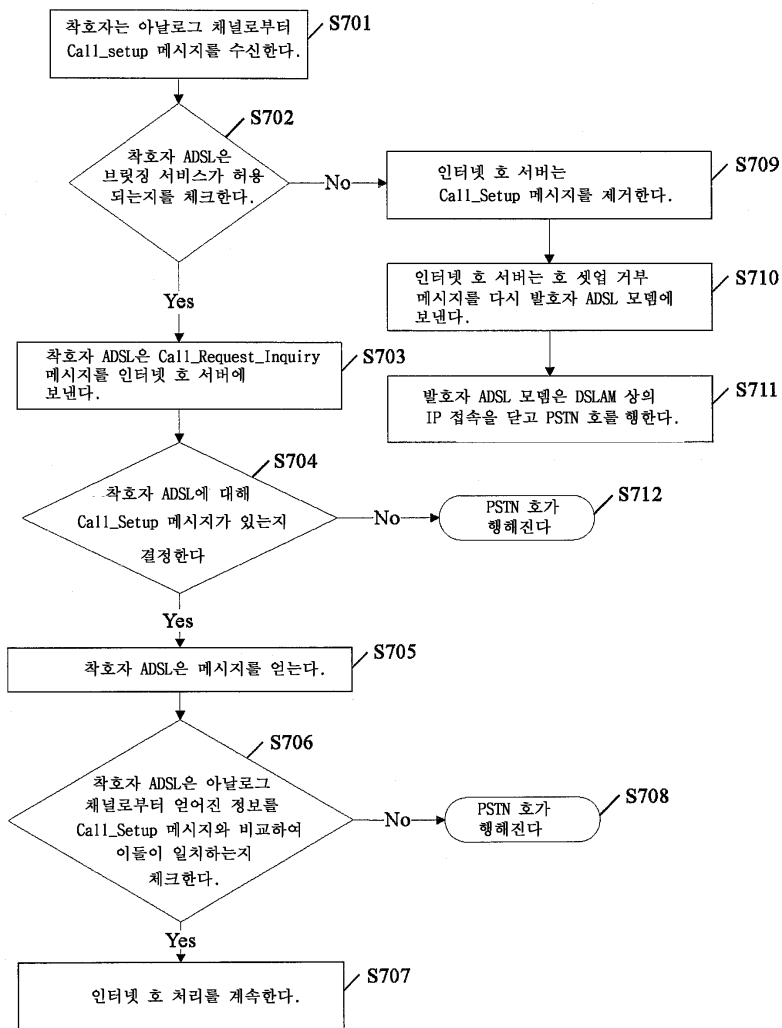 착호자는 아날로그 채널로부터
Call_setup 메시지를 수신한다.
S701
S702
착호자 ADSL은
브릿징 서비스가 허용
되는지를 체크한다.
No
인터넷 호 서버는
Call_Setup 메시지를 제거한다.
S709
인터넷 호 서버는 호 셋업 거부
메시지를 다시 발호자 ADSL 모뎀에
보낸다.
S710
Yes
착호자 ADSL은 Call_Request_Inquiry
메시지를 인터넷 호 서버에
보낸다.
S703
발호자 ADSL 모뎀은 DSLAM 상의
IP 접속을 닫고 PSTN 호를 행한다.
S711
S704
착호자 ADSL에 대해
Call_Setup 메시지가 있는지
결정한다
No
PSTN 호가
행해진다
S712
Yes
착호자 ADSL은 메시지를 얻는다.
S705
S706
착호자 ADSL은 아날로그
채널로부터 얻어진 정보를
Call_Setup 메시지와 비교하여
이들이 일치하는지
체크한다.
No
PSTN 호가
행해진다
S708
Yes
인터넷 호 처리를 계속한다.
S707